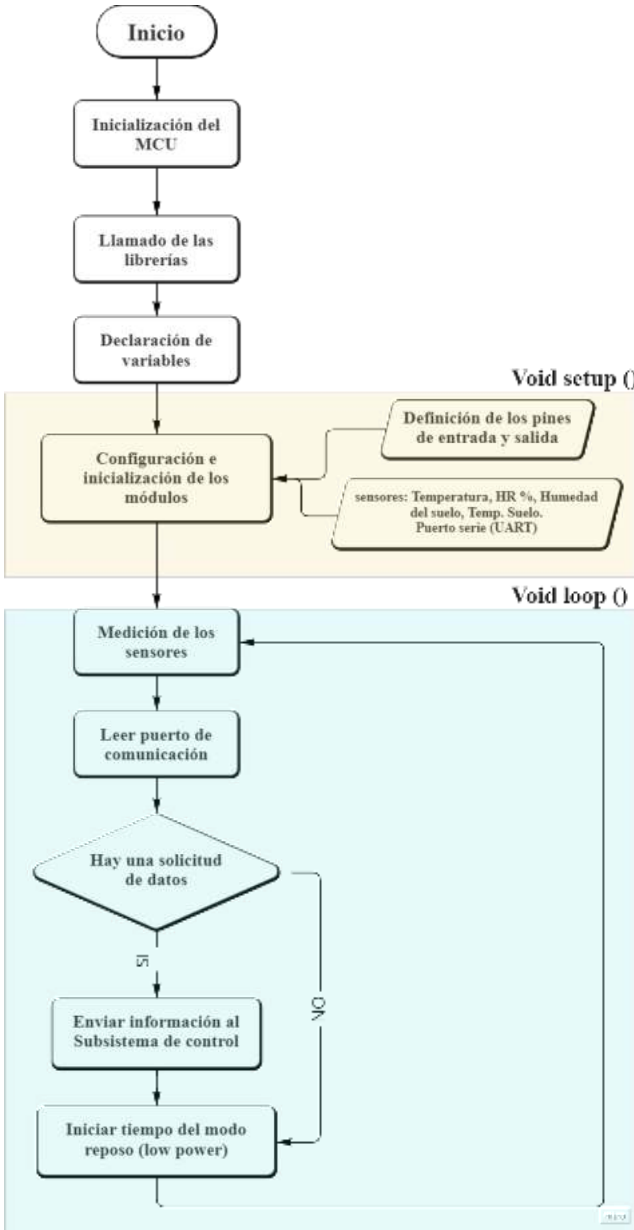 Inicio
Inicialización del
MCU
Llamado de las
librerías
Declaración de
variables
Void setup ()
Definición de los pines
de entrada y salida
Configuración e
inicialización de los
módulos
sensores: Temperatura, HR %, Humedad
del suelo, Temp. Suelo.
Puerto serie (UART)
Void loop ()
Medición de los
sensores
Leer puerto de
comunicación
Hay una solicitud
de datos
SI
NO
Enviar información al
Subsistema de control
Iniciar tiempo del modo
reposo (low power)
miro